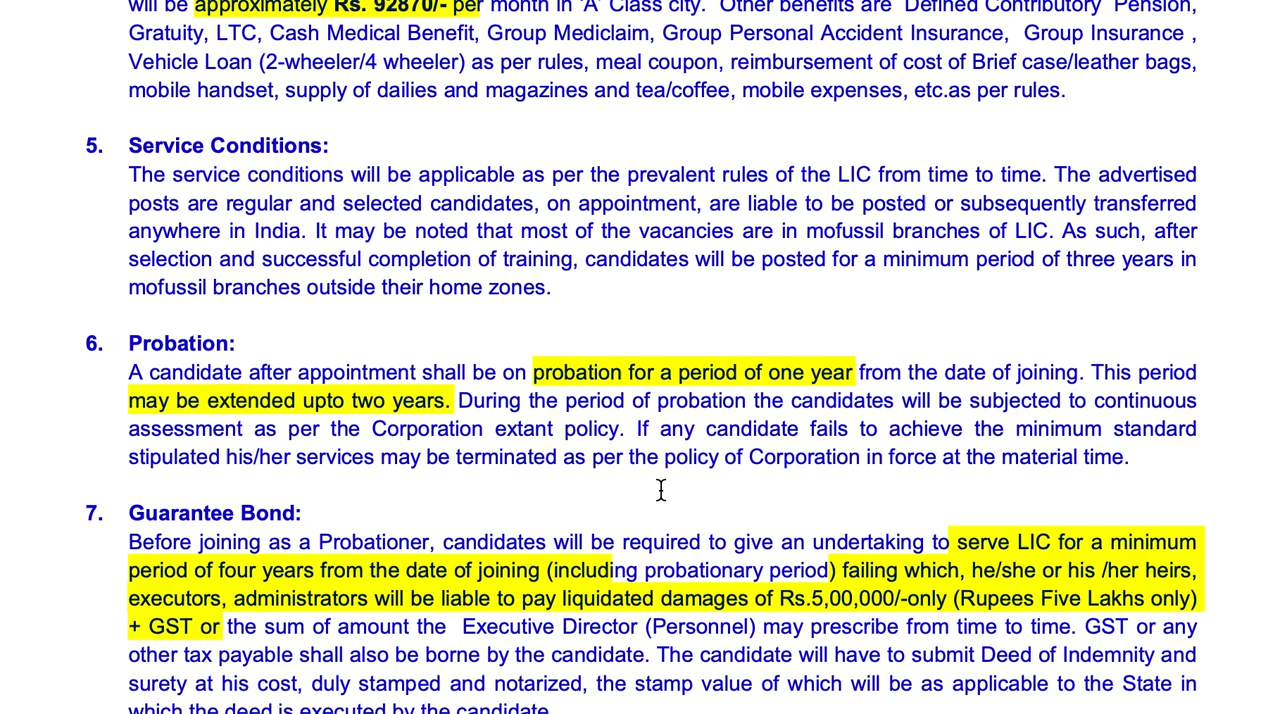 will be approximately Rs. 92870/- per month in 'A' Class city. Other benefits are Defined Contributory Pension,
Gratuity, LTC, Cash Medical Benefit, Group Mediclaim, Group Personal Accident Insurance, Group Insurance ,
Vehicle Loan (2-wheeler/4 wheeler) as per rules, meal coupon, reimbursement of cost of Brief case/leather bags,
mobile handset, supply of dailies and magazines and tea/coffee, mobile expenses, etc.as per rules.
5. Service Conditions:
The service conditions will be applicable as per the prevalent rules of the LIC from time to time. The advertised
posts are regular and selected candidates, on appointment, are liable to be posted or subsequently transferred
anywhere in India. It may be noted that most of the vacancies are in mofussil branches of LIC. As such, after
selection and successful completion of training, candidates will be posted for a minimum period of three years in
mofussil branches outside their home zones.
6. Probation:
A candidate after appointment shall be on probation for a period of one year from the date of joining. This period
may be extended upto two years. During the period of probation the candidates will be subjected to continuous
assessment as per the Corporation extant policy. If any candidate fails to achieve the minimum standard
stipulated his/her services may be terminated as per the policy of Corporation in force at the material time.
7. Guarantee Bond:
Before joining as a Probationer, candidates will be required to give an undertaking to serve LIC for a minimum
period of four years from the date of joining (including probationary period) failing which, he/she or his /her heirs,
executors, administrators will be liable to pay liquidated damages of Rs.5,00,000/-only (Rupees Five Lakhs only)
+ GST or the sum of amount the Executive Director (Personnel) may prescribe from time to time. GST or any
other tax payable shall also be borne by the candidate. The candidate will have to submit Deed of Indemnity and
surety at his cost, duly stamped and notarized, the stamp value of which will be as applicable to the State in
which the deed is executed by the candidate